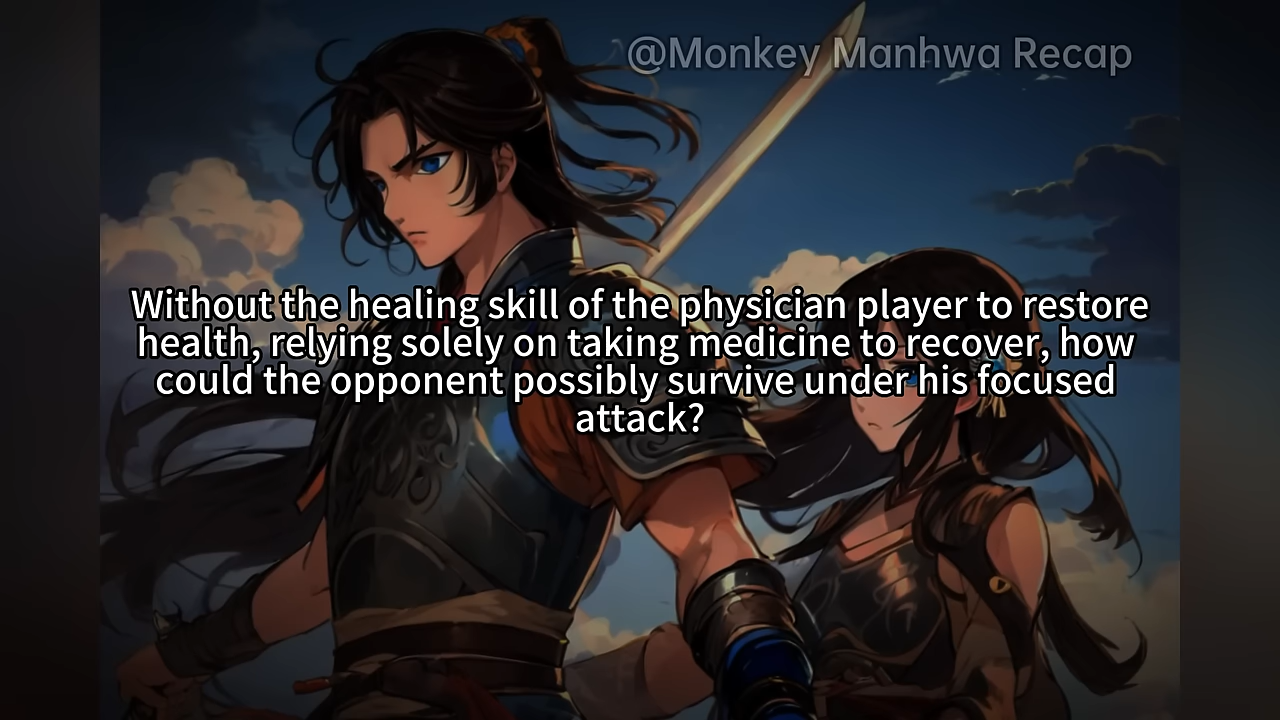 @Monkey Manhwa Recap
Without the healing skill of the physician player to restore
health, relying solely on taking medicine to recover, how
could the opponent possibly survive under his focused
attack?